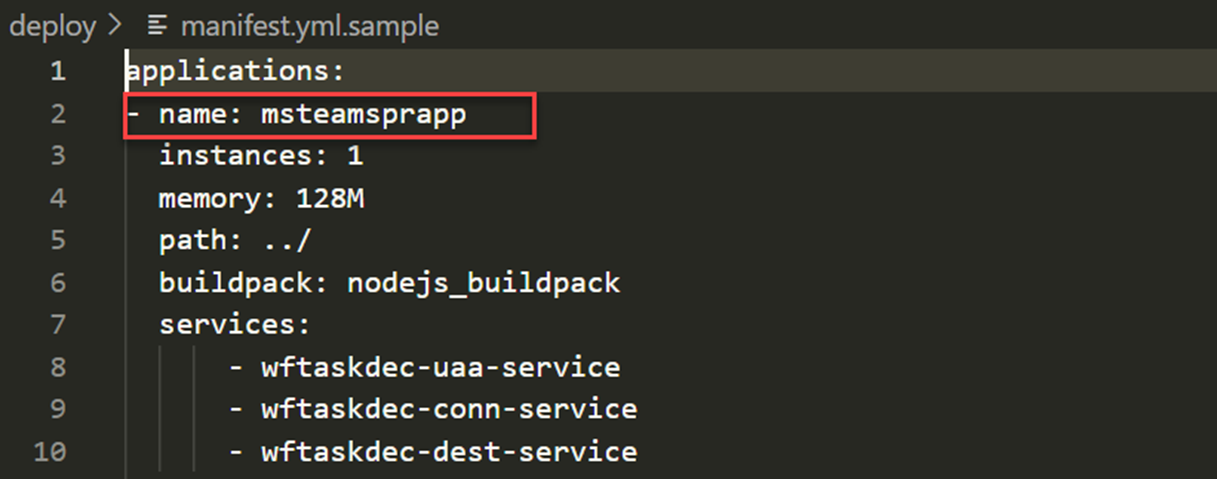 deploy > manifest.yml.sample
1 applications:
2 - name: msteamsprapp
3 instances: 1
4 memory: 128M
5 path: ../
6 buildpack: nodejs_buildpack
7 services:
8 - wftaskdec-uaa-service
9 - wftaskdec-conn-service
10 - wftaskdec-dest-service